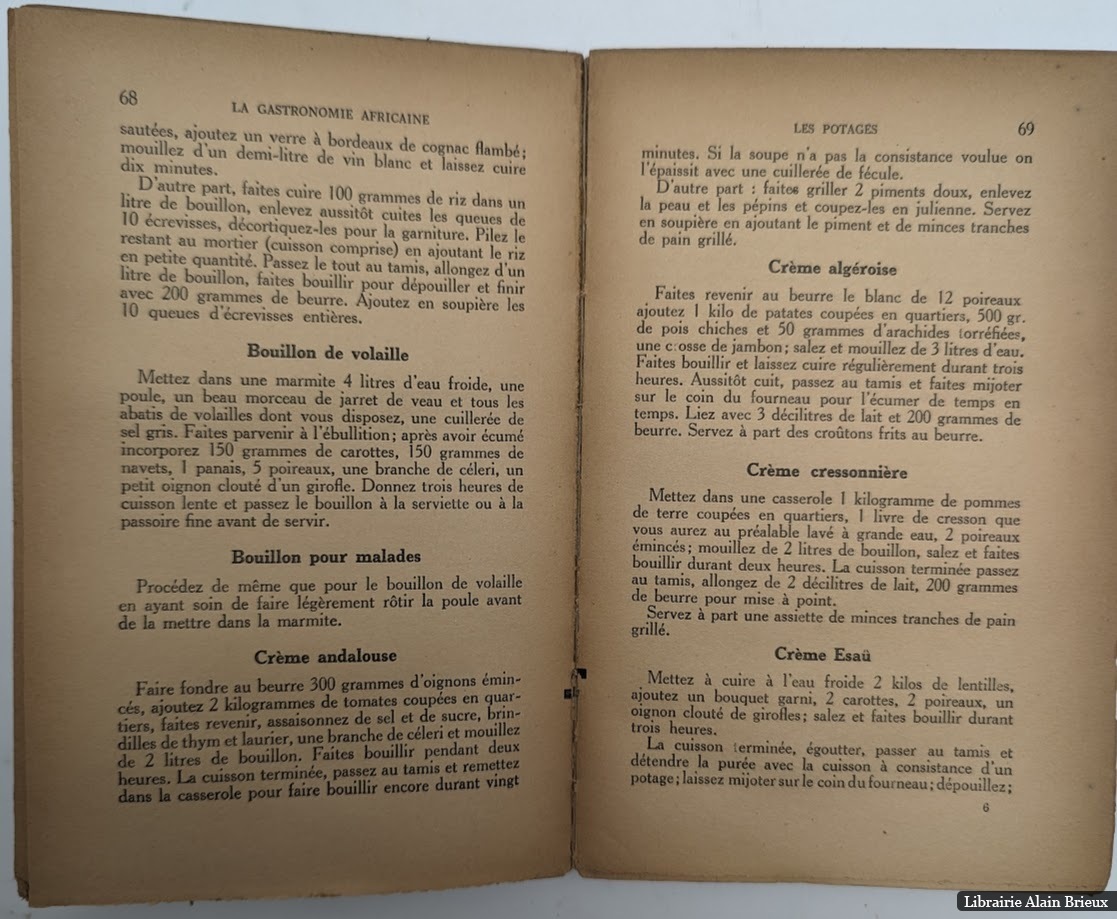 68
LA GASTRONOMIE AFRICAINE
sautées, ajoutez un verre à bordeaux de cognac flambé;
mouillez d'un demi-litre de vin blanc et laissez cuire
dix minutes.
D'autre part, faites cuire 100 grammes de riz dans un
litre de bouillon, enlevez aussitôt cuites les queues de
10 écrevisses, décortiquez-les pour la garniture. Pilez le
restant au mortier (cuisson comprise) en ajoutant le riz
en petite quantité. Passez le tout au tamis, allongez d'un
litre de bouillon, faites bouillir pour dépouiller et finir
avec 200 grammes de beurre. Ajoutez en soupière les
10 queues d'écrevisses entières.
Bouillon de volaille
Mettez dans une marmite 4 litres d'eau froide, une
poule, un beau morceau de jarret de veau et tous les
abatis de volailles dont vous disposez, une cuillerée de
sel gris. Faites parvenir à l'ébullition; après avoir écumé
incorporez 150 grammes de carottes, 150 grammes de
navets, 1 panais, 5 poireaux, une branche de céleri, un
petit oignon clouté d'un girofle. Donnez trois heures de
cuisson lente et passez le bouillon à la serviette ou à la
passoire fine avant de servir.
Bouillon pour malades
Procédez de même que pour le bouillon de volaille
en ayant soin de faire légèrement rôtir la poule avant
de la mettre dans la marmite.
Crème andalouse
Faire fondre au beurre 300 grammes d'oignons émin-
cés, ajoutez 2 kilogrammes de tomates coupées en quar-
tiers, faites revenir, assaisonnez de sel et de sucre, brin-
dilles de thym et laurier, une branche de céleri et mouillez
de 2 litres de bouillon. Faites bouillir pendant deux
heures. La cuisson terminée, passez au tamis et remettez
dans la casserole pour faire bouillir encore durant vingt
LES POTAGES
69
minutes. Si la soupe n'a pas la consistance voulue on
l'épaissit avec une cuillerée de fécule.
D'autre part : faites griller 2 piments doux, enlevez
la peau et les pépins et coupez-les en julienne. Servez
en soupière en ajoutant le piment et de minces tranches
de pain grillé.
Crème algéroise
Faites revenir au beurre le blanc de 12 poireaux
ajoutez 1 kilo de patates coupées en quartiers, 500 gr.
de pois chiches et 50 grammes d'arachides torréfiées,
une crosse de jambon; salez et mouillez de 3 litres d'eau.
Faites bouillir et laissez cuire régulièrement durant trois
heures. Aussitôt cuit, passez au tamis et faites mijoter
sur le coin du fourneau pour l'écumer de temps en
temps. Liez avec 3 décilitres de lait et 200 grammes de
beurre. Servez à part des croûtons frits au beurre.
Crème cressonnière
Mettez dans une casserole 1 kilogramme de pommes
de terre coupées en quartiers, 1 livre de cresson que
vous aurez au préalable lavé à grande eau, 2 poireaux
émincés; mouillez de 2 litres de bouillon, salez et faites
bouillir durant deux heures. La cuisson terminée passez
au tamis, allongez de 2 décilitres de lait, 200 grammes
de beurre pour mise à point.
Servez à part une assiette de minces tranches de pain
grillé.
Crème Esaü
Mettez à cuire à l'eau froide 2 kilos de lentilles,
ajoutez un bouquet garni, 2 carottes, 2 poireaux, un
oignon clouté de girofles; salez et faites bouillir durant
trois heures.
La cuisson terminée, égoutter, passer au tamis et
détendre la purée avec la cuisson à consistance d'un
potage; laissez mijoter sur le coin du fourneau; dépouillez;
6
Librairie Alain Brieux